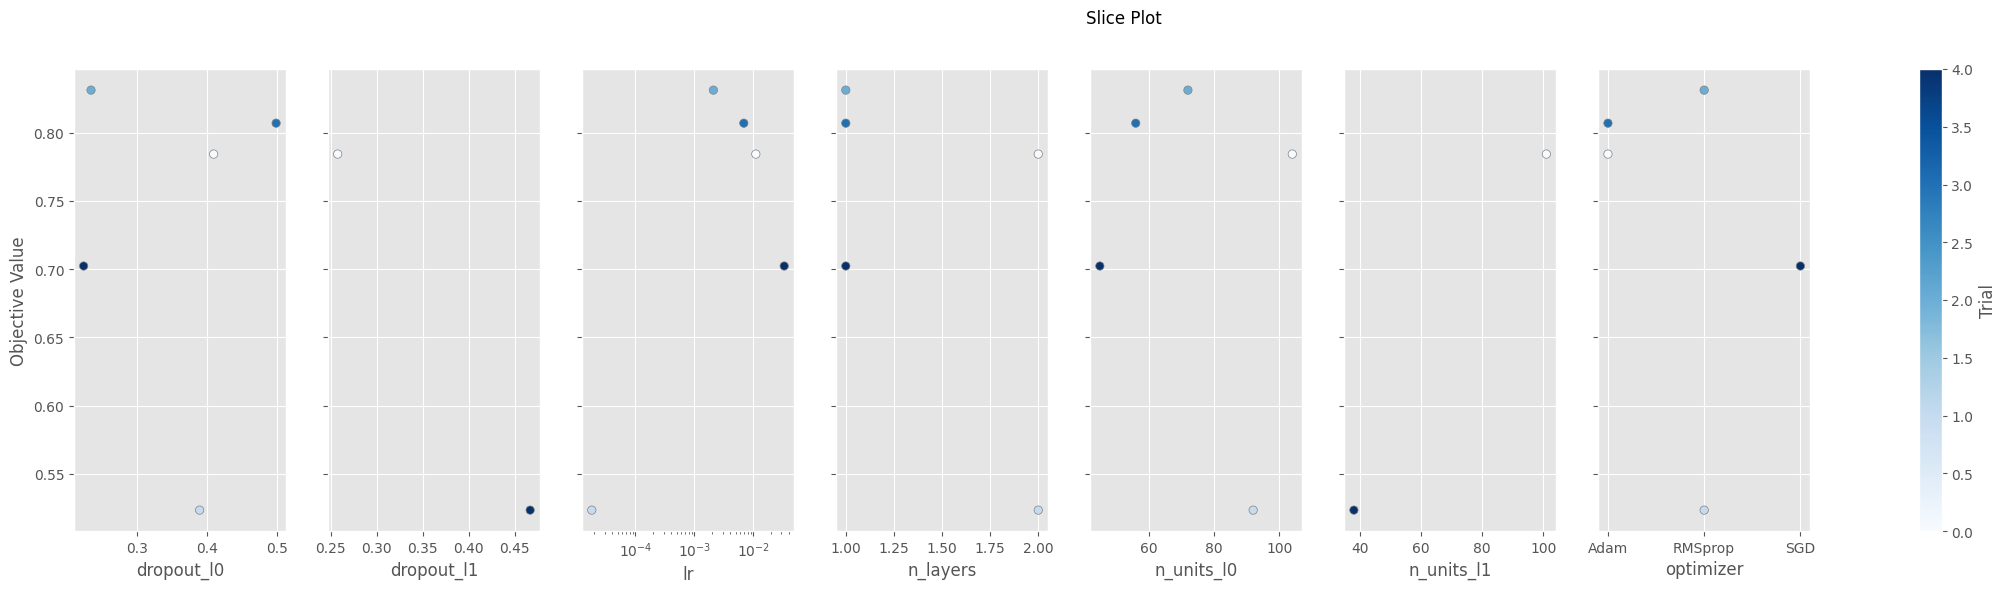 Slice Plot
Objective Value
0.80
0.75
0.70
0.65
0.60
0.55
0.3 0.4 0.5
dropout_l0
0.25 0.30 0.35 0.40 0.45
dropout_l1
10⁻⁴ 10⁻³ 10⁻²
lr
1.00 1.25 1.50 1.75 2.00
n_layers
60 80 100
n_units_l0
40 60 80 100
n_units_l1
Adam RMSprop SGD
optimizer
4.0
3.5
3.0
2.5
2.0
1.5
1.0
0.5
0.0
Trial